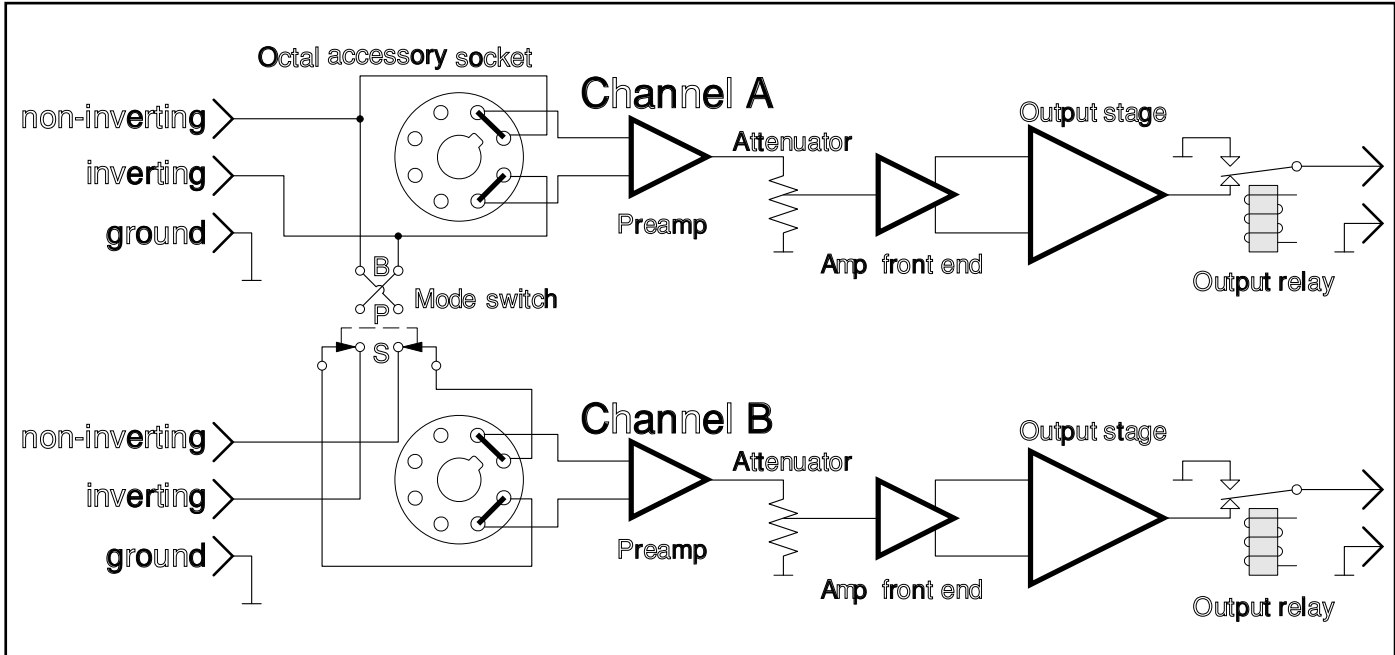 Octal accessory socket
Channel A
non-inverting
Output stage
Attenuator
inverting
Preamp
ground
Amp front end
Output relay
B
Mode switch
P
S
Channel B
non-inverting
Output stage
Attenuator
inverting
Preamp
ground
Amp front end
Output relay